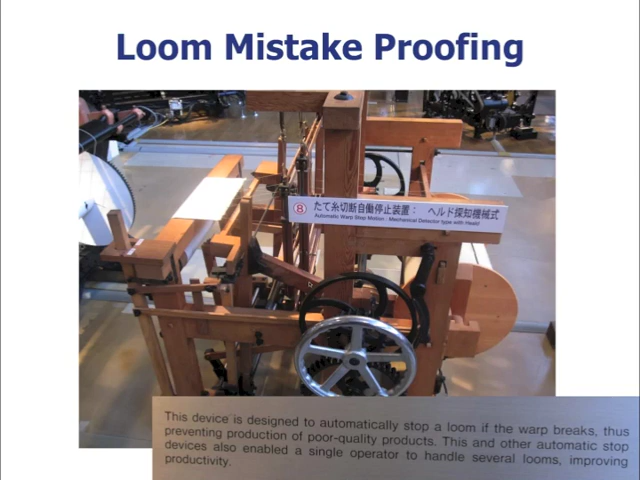 Loom Mistake Proofing
⑧ たて糸切断自働停止装置： ヘルド探知機械式
Automatic Warp Stop Motion : Mechanical Detector type with Heald
This device is designed to automatically stop a loom if the warp breaks, thus
preventing production of poor-quality products. This and other automatic stop
devices also enabled a single operator to handle several looms, improving
productivity.